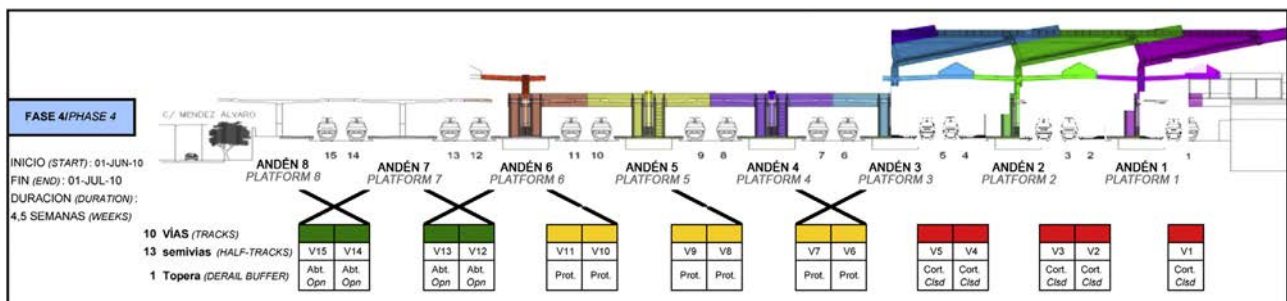 C/ MENDEZ ALVARO
FASE 4/PHASE 4
15 14 13 12 11 10 9 8 7 6 5 4 3 2 1
INICIO (START) : 01-JUN-10
FIN (END) : 01-JUL-10
DURACION (DURATION) :
4,5 SEMANAS (WEEKS)
ANDÉN 8 ANDÉN 7 ANDÉN 6 ANDÉN 5 ANDÉN 4 ANDÉN 3 ANDÉN 2 ANDÉN 1
PLATFORM 8 PLATFORM 7 PLATFORM 6 PLATFORM 5 PLATFORM 4 PLATFORM 3 PLATFORM 2 PLATFORM 1
10 VÍAS (TRACKS)
13 semivias (HALF-TRACKS) V15 V14 V13 V12 V11 V10 V9 V8 V7 V6 V5 V4 V3 V2 V1
1 Topera (DERAIL BUFFER) Abt. Abt. Abt. Abt. Prot. Prot. Prot. Prot. Prot. Prot. Cort. Cort. Cort. Cort. Cort.
Opn Opn Opn Opn Clsd Clsd Clsd Clsd Clsd